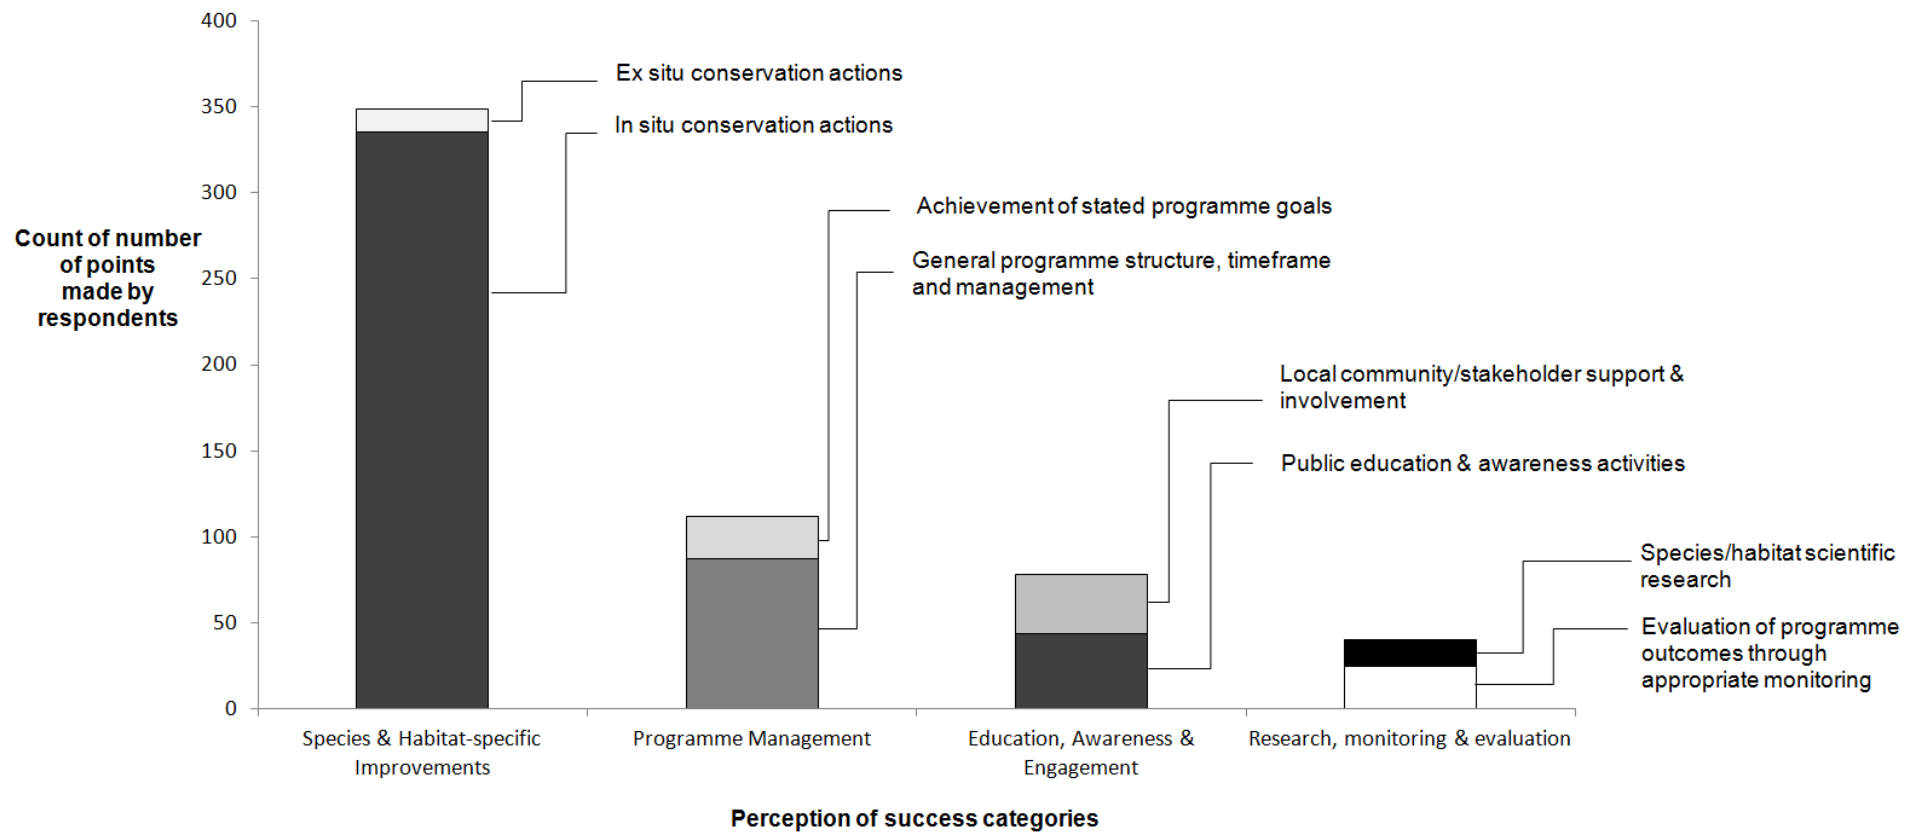 400
350
300
250
200
150
100
50
0
Count of number
of points
made by
respondents
Ex situ conservation actions
In situ conservation actions
Achievement of stated programme goals
General programme structure, timeframe
and management
Local community/stakeholder support &
involvement
Public education & awareness activities
Species/habitat scientific
research
Evaluation of programme
outcomes through
appropriate monitoring
Species & Habitat-specific
Improvements
Programme Management
Education, Awareness &
Engagement
Research, monitoring & evaluation
Perception of success categories